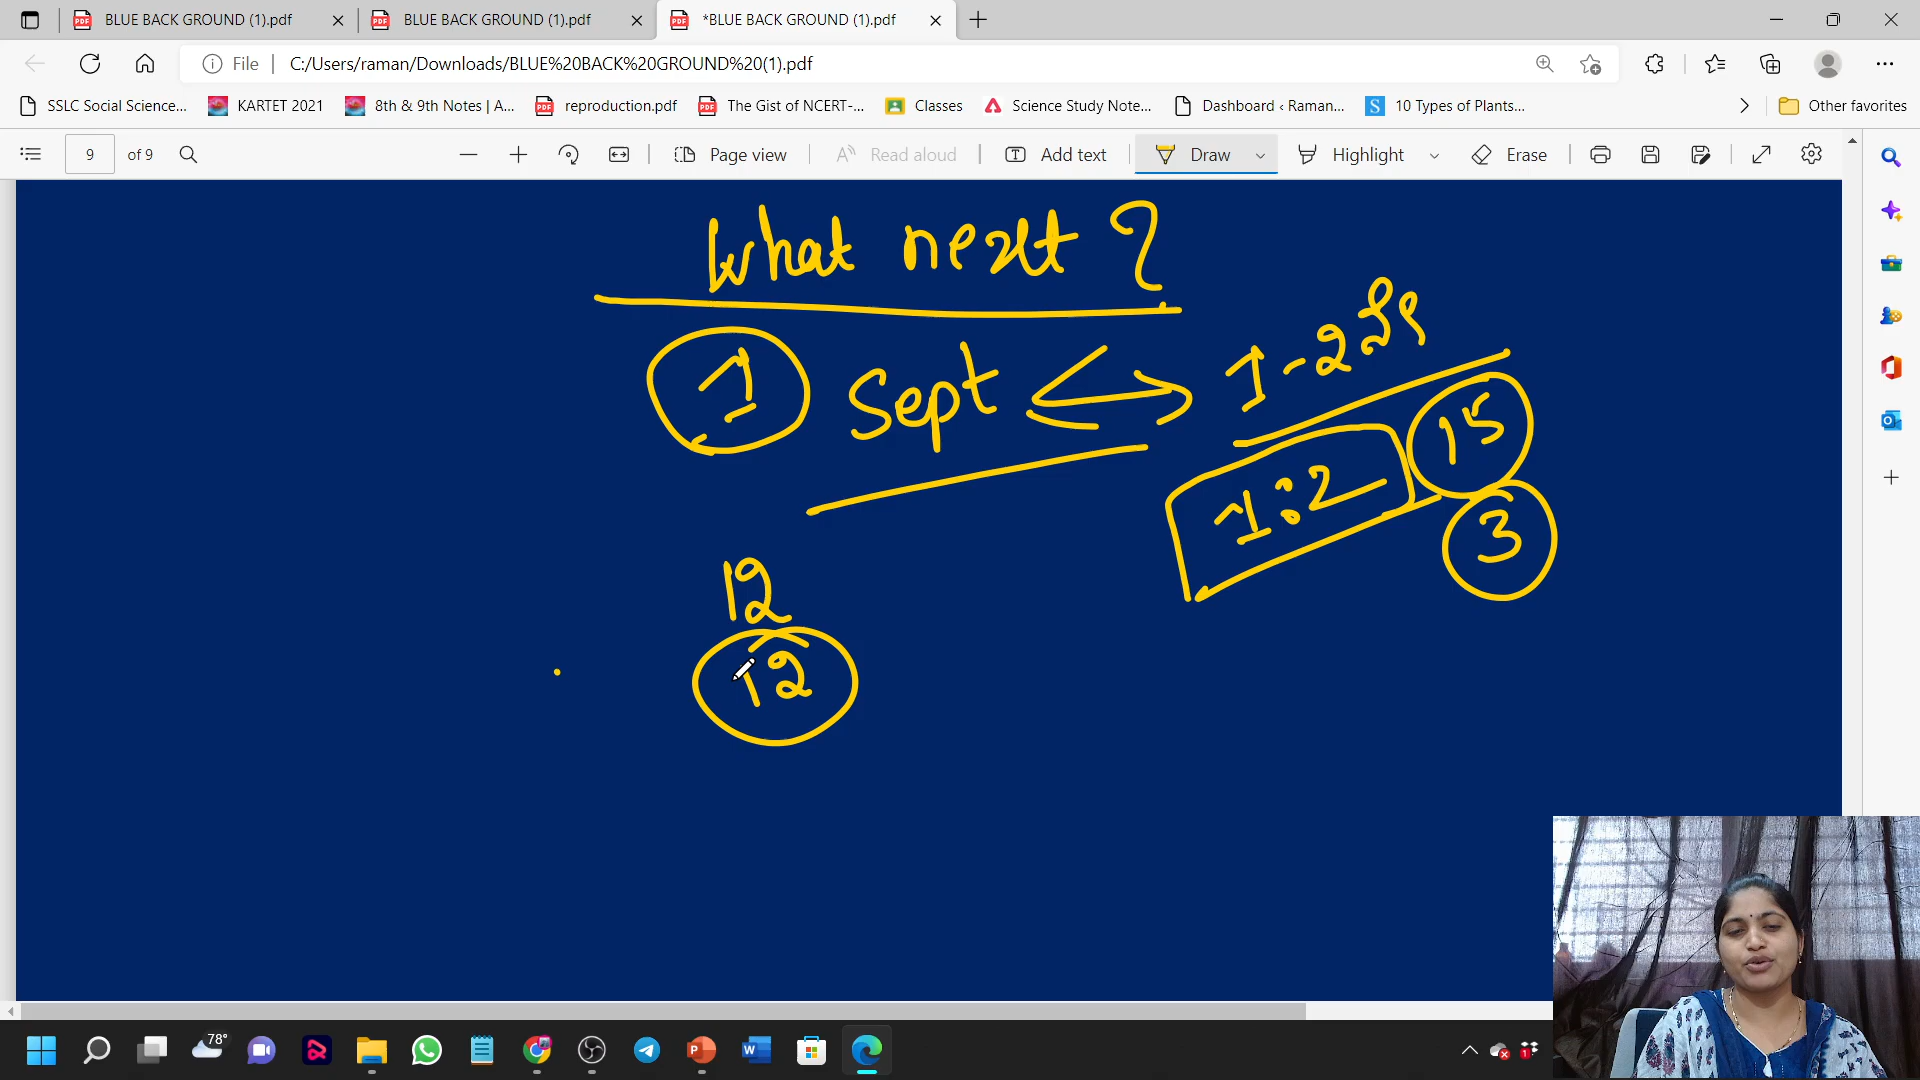 BLUE BACK GROUND (1).pdf
BLUE BACK GROUND (1).pdf
*BLUE BACK GROUND (1).pdf
File
C:/Users/raman/Downloads/BLUE%20BACK%20GROUND%20(1).pdf
SSLC Social Science...
KARTET 2021
8th & 9th Notes | A...
reproduction.pdf
The Gist of NCERT-...
Classes
Science Study Note...
Dashboard ‹ Raman...
10 Types of Plants...
Other favorites
9
of 9
Page view
Read aloud
Add text
Draw
Highlight
Erase
What next ?
1
Sept
1-2
1:2
15
3
12
12
78°